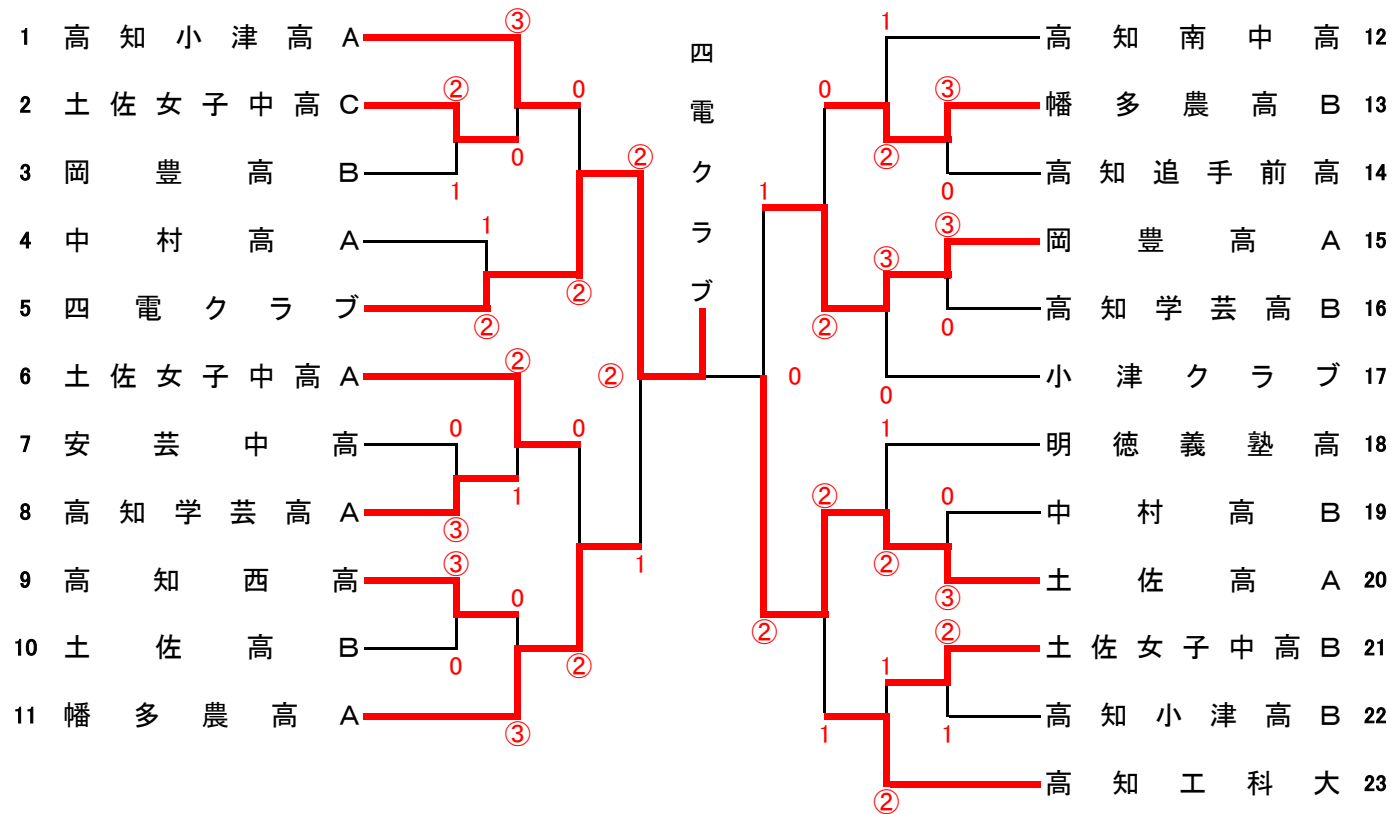 1 高知小津高A
2 土佐女子中高C
3 岡豊高B
4 中村高A
5 四電クラブ
6 土佐女子中高A
7 安芸中高
8 高知学芸高A
9 高知西高
10 土佐高B
11 幡多農高A
③
②
1
0
0
1
②
②
②
②
0
3
1
0
③
0
0
③
②
1
②
四電クラブ
0
1
0
1
②
③
0
③
③
0
0
②
②
1
②
0
②
③
②
1
1
1
②
高知南中高 12
幡多農高B 13
高知追手前高 14
岡豊高A 15
高知学芸高B 16
小津クラブ 17
明徳義塾高 18
中村高B 19
土佐高A 20
土佐女子中高B 21
高知小津高B 22
高知工科大 23